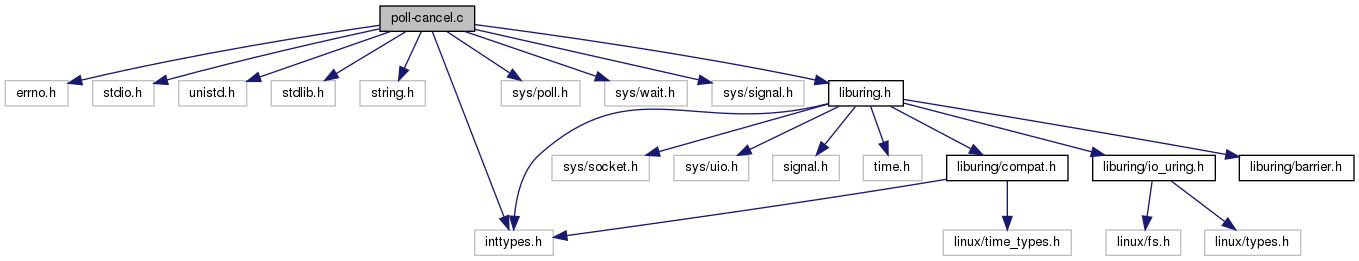 poll-cancel.c
errno.h
stdio.h
unistd.h
stdlib.h
string.h
sys/poll.h
sys/wait.h
sys/signal.h
liburing.h
sys/socket.h
sys/uio.h
signal.h
time.h
liburing/compat.h
liburing/io_uring.h
liburing/barrier.h
inttypes.h
linux/time_types.h
linux/fs.h
linux/types.h